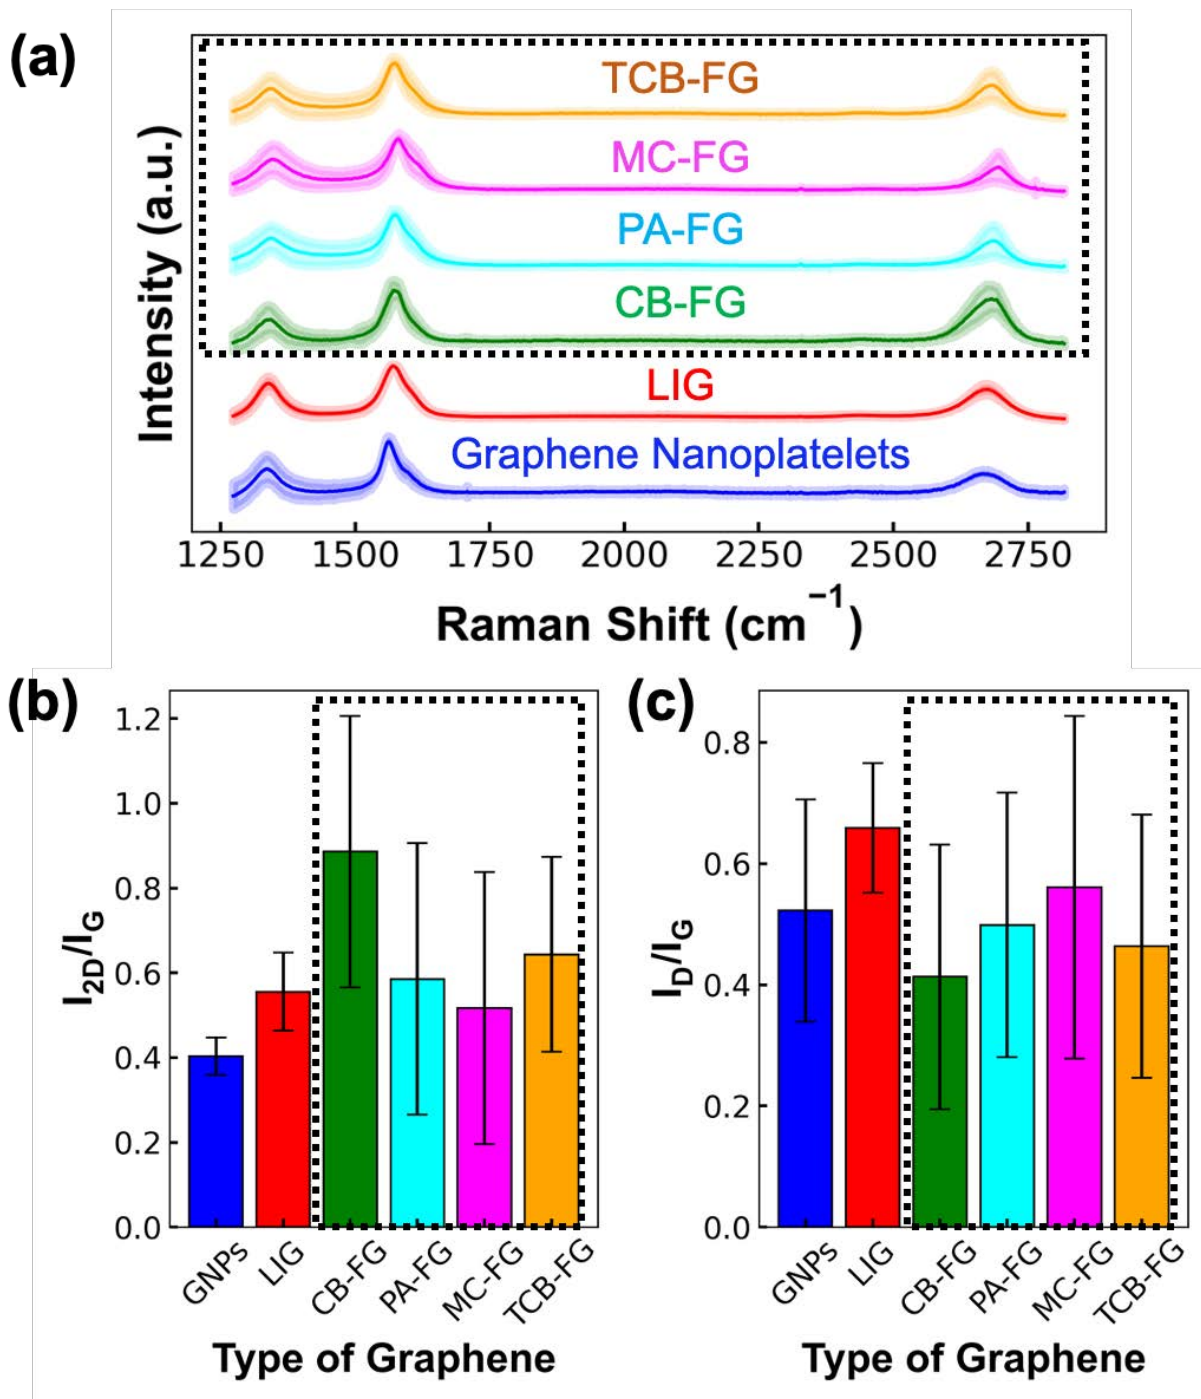 (a)
TCB-FG
MC-FG
PA-FG
CB-FG
LIG
Graphene Nanoplatelets
Intensity (a.u.)
1250 1500 1750 2000 2250 2500 2750
Raman Shift (cm⁻¹)
(b)
1.2
1.0
0.8
0.6
0.4
0.2
0.0
I2D/IG
GNPs LIG CB-FG PA-FG MC-FG TCB-FG
Type of Graphene
(c)
0.8
0.6
0.4
0.2
0.0
ID/IG
GNPs LIG CB-FG PA-FG MC-FG TCB-FG
Type of Graphene